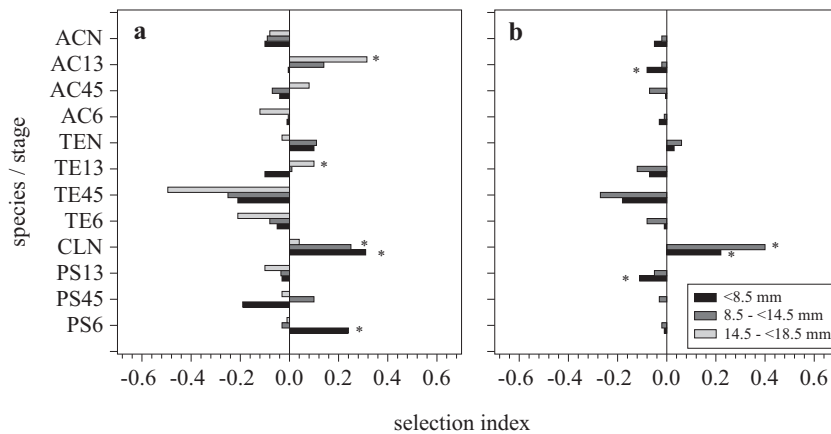 a
b
species / stage
ACN
AC13
AC45
AC6
TEN
TE13
TE45
TE6
CLN
PS13
PS45
PS6
*
*
*
*
*
*
*
*
*
<8.5 mm
8.5 - <14.5 mm
14.5 - <18.5 mm
-0.6 -0.4 -0.2 0.0 0.2 0.4 0.6
-0.6 -0.4 -0.2 0.0 0.2 0.4 0.6
selection index